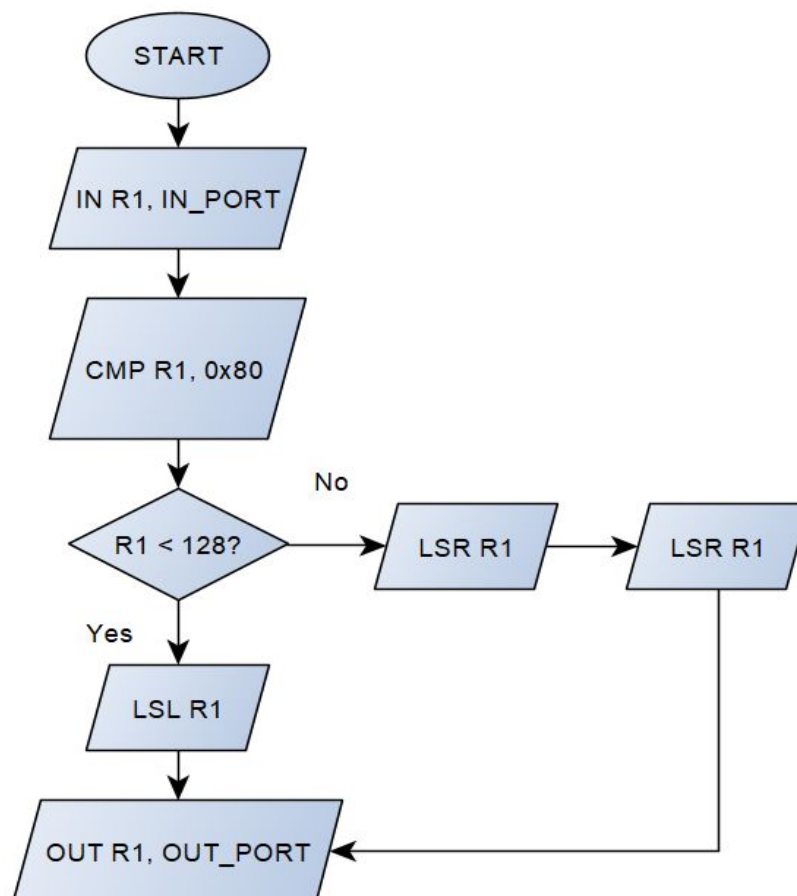 START
IN R1, IN_PORT
CMP R1, 0x80
R1 < 128?
No
LSR R1
LSR R1
Yes
LSL R1
OUT R1, OUT_PORT